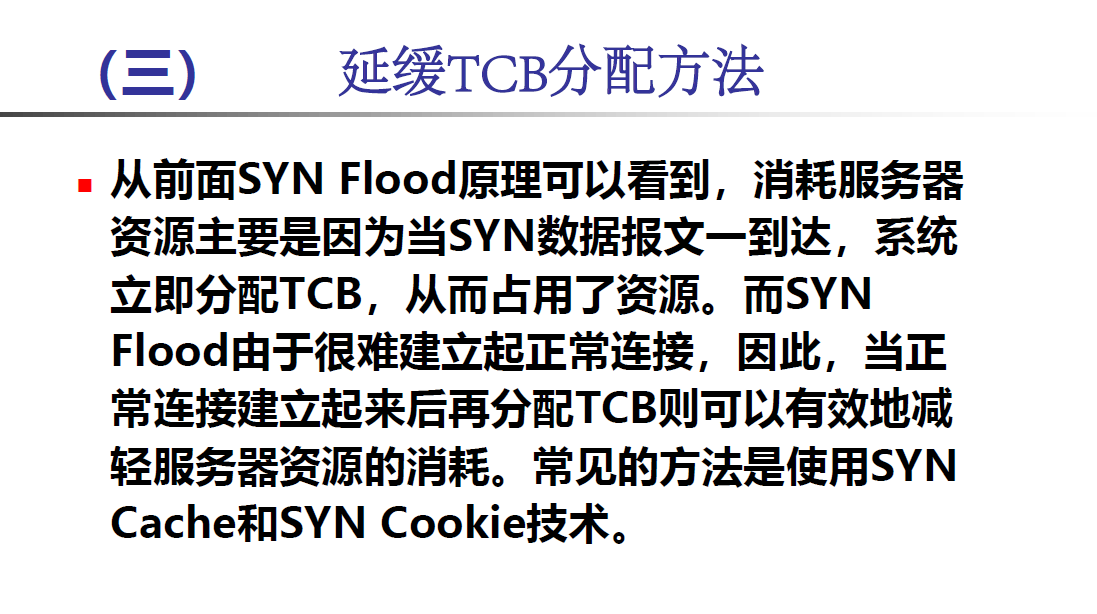 (三) 延缓TCB分配方法
从前面SYN Flood原理可以看到，消耗服务器
资源主要是因为当SYN数据报文一到达，系统
立即分配TCB，从而占用了资源。而SYN
Flood由于很难建立起正常连接，因此，当正
常连接建立起来后再分配TCB则可以有效地减
轻服务器资源的消耗。常见的方法是使用SYN
Cache和SYN Cookie技术。